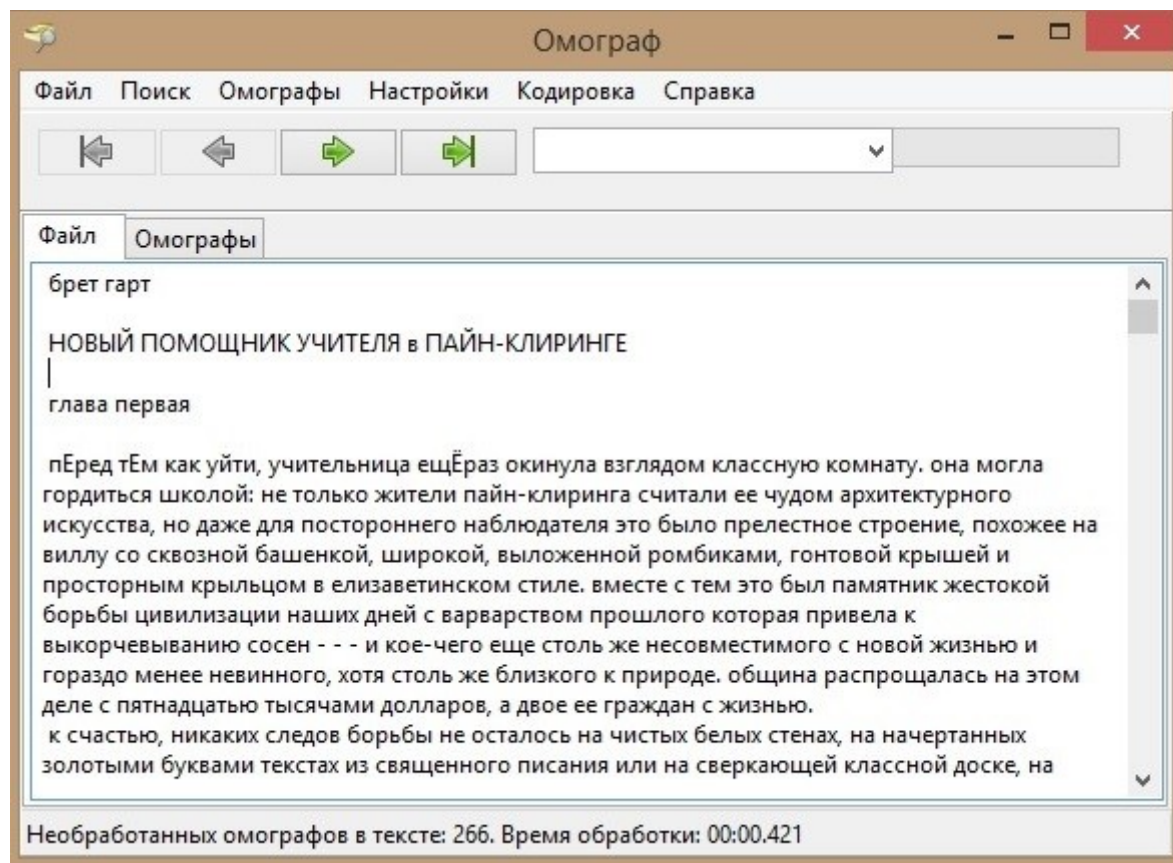 Омограф
Файл Поиск Омографы Настройки Кодировка Справка
Файл Омографы
брет гарт
НОВЫЙ ПОМОЩНИК УЧИТЕЛЯ в ПАЙН-КЛИРИНГЕ
глава первая
пЕред тЕм как уйти, учительница ещЁраз окинула взглядом классную комнату. она могла
гордиться школой: не только жители пайн-клиринга считали ее чудом архитектурного
искусства, но даже для постороннего наблюдателя это было прелестное строение, похожее на
виллу со сквозной башенкой, широкой, выложенной ромбиками, гонтовой крышей и
просторным крыльцом в елизаветинском стиле. вместе с тем это был памятник жестокой
борьбы цивилизации наших дней с варварством прошлого которая привела к
выкорчевыванию сосен - - - и кое-чего еще столь же несовместимого с новой жизнью и
гораздо менее невинного, хотя столь же близкого к природе. община распрощалась на этом
деле с пятнадцатью тысячами долларов, а двое ее граждан с жизнью.
к счастью, никаких следов борьбы не осталось на чистых белых стенах, на начертанных
золотыми буквами текстах из священного писания или на сверкающей классной доске, на
Необработанных омографов в тексте: 266. Время обработки: 00:00.421